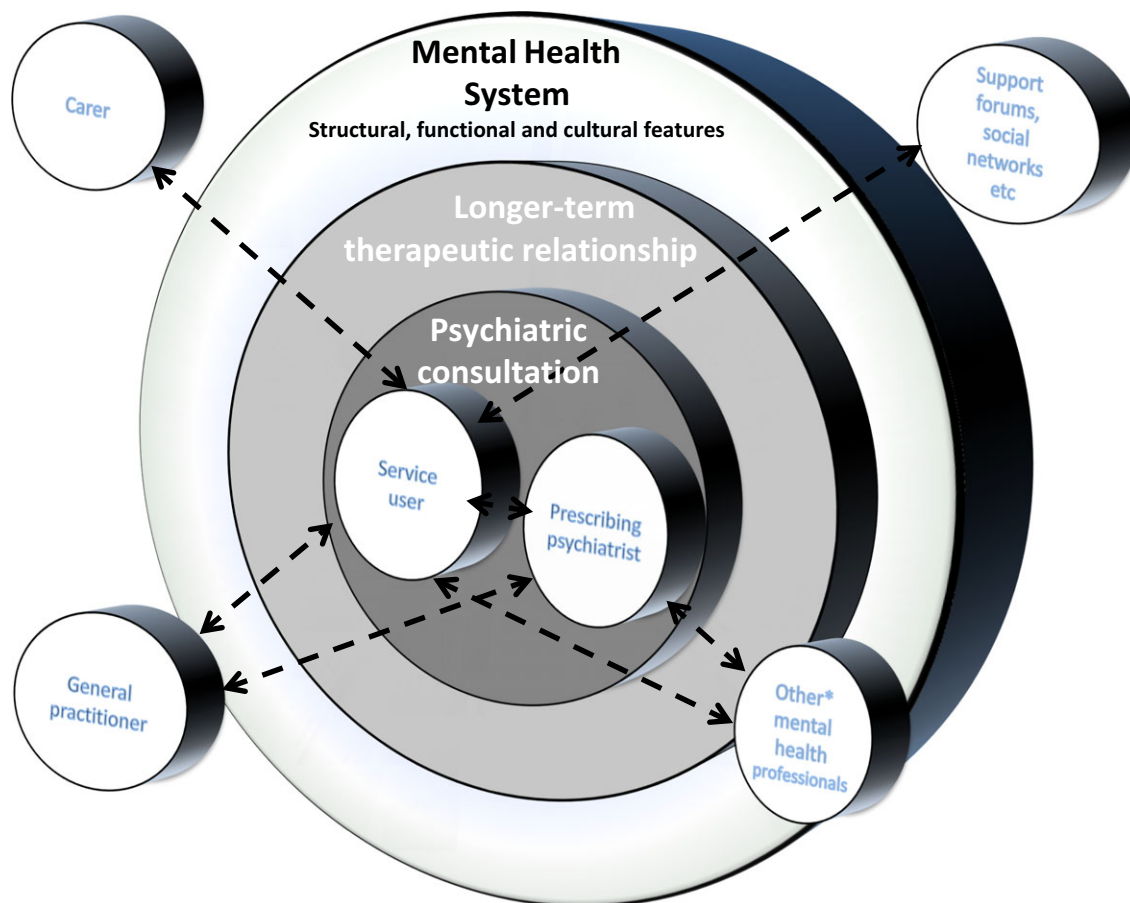 Mental Health
System
Structural, functional and cultural features
Carer
Support
forums,
social
networks
etc
Longer-term
therapeutic relationship
Psychiatric
consultation
Service
user
Prescribing
psychiatrist
General
practitioner
Other*
mental
health
professionals